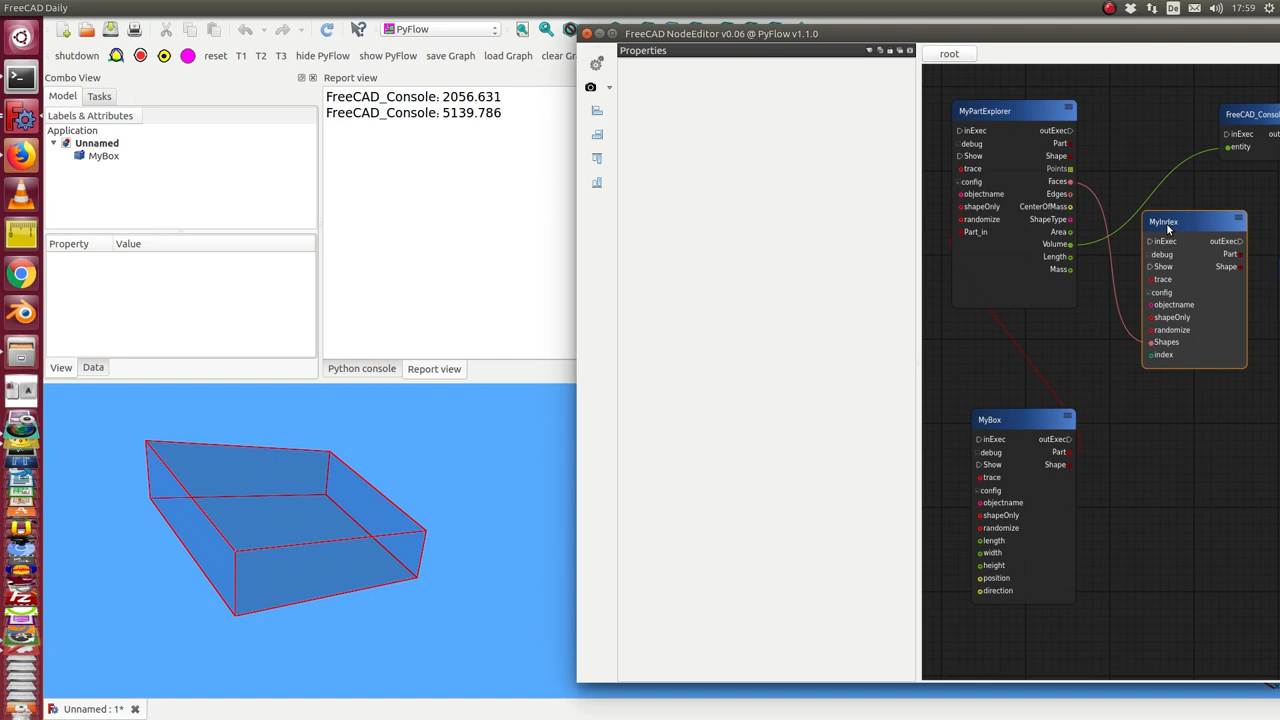 FreeCAD Daily
De
17:59
PyFlow
shutdown
reset
T1
T2
T3
hide PyFlow
show PyFlow
save Graph
load Graph
clear Gr
Combo View
Report view
Model
Tasks
Labels & Attributes
Application
Unnamed
MyBox
Property
Value
View
Data
FreeCAD_Console: 2056.631
FreeCAD_Console: 5139.786
Python console
Report view
Unnamed : 1*
FreeCAD NodeEditor v0.06 @ PyFlow v1.1.0
Properties
root
MyPartExplorer
inExec
outExec
debug
Part
Show
Shape
trace
Points
config
Faces
objectname
Edges
shapeOnly
CenterOfMass
randomize
ShapeType
Part_in
Area
Volume
Length
Mass
FreeCAD_Consol
inExec
ou
entity
inExec
outExec
debug
Part
Show
Shape
trace
config
objectname
shapeOnly
randomize
Shapes
index
MyBox
inExec
outExec
debug
Part
Show
Shape
trace
config
objectname
shapeOnly
randomize
length
width
height
position
direction